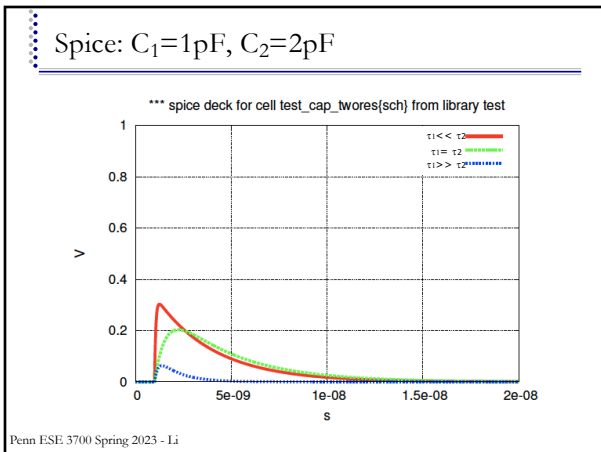 Spice: C₁=1pF, C₂=2pF
*** spice deck for cell test_cap_twores{sch} from library test
1
τ1<< τ2
τ1= τ2
τ1>> τ2
0.8
0.6
V
0.4
0.2
0
0 5e-09 1e-08 1.5e-08 2e-08
s
Penn ESE 3700 Spring 2023 - Li